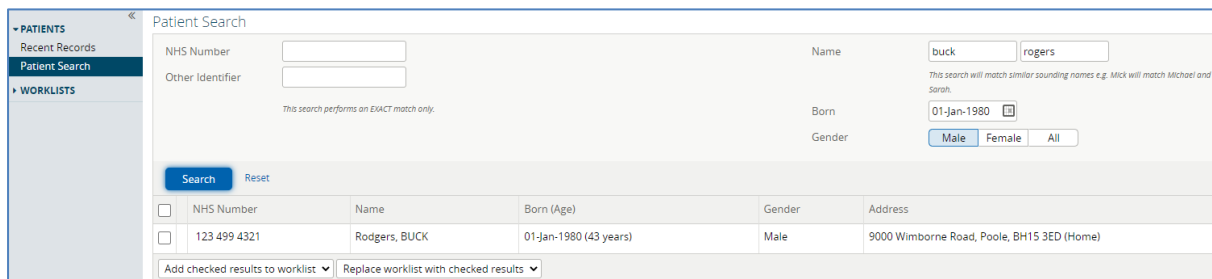 PATIENTS
Recent Records
Patient Search
WORKLISTS
Patient Search
NHS Number
Other Identifier
This search performs an EXACT match only.
Name buck rogers
This search will match similar sounding names e.g. Mick will match Michael and
Sarah.
Born 01-Jan-1980
Gender Male Female All
Search Reset
NHS Number Name Born (Age) Gender Address
123 499 4321 Rodgers, BUCK 01-Jan-1980 (43 years) Male 9000 Wimborne Road, Poole, BH15 3ED (Home)
Add checked results to worklist Replace worklist with checked results